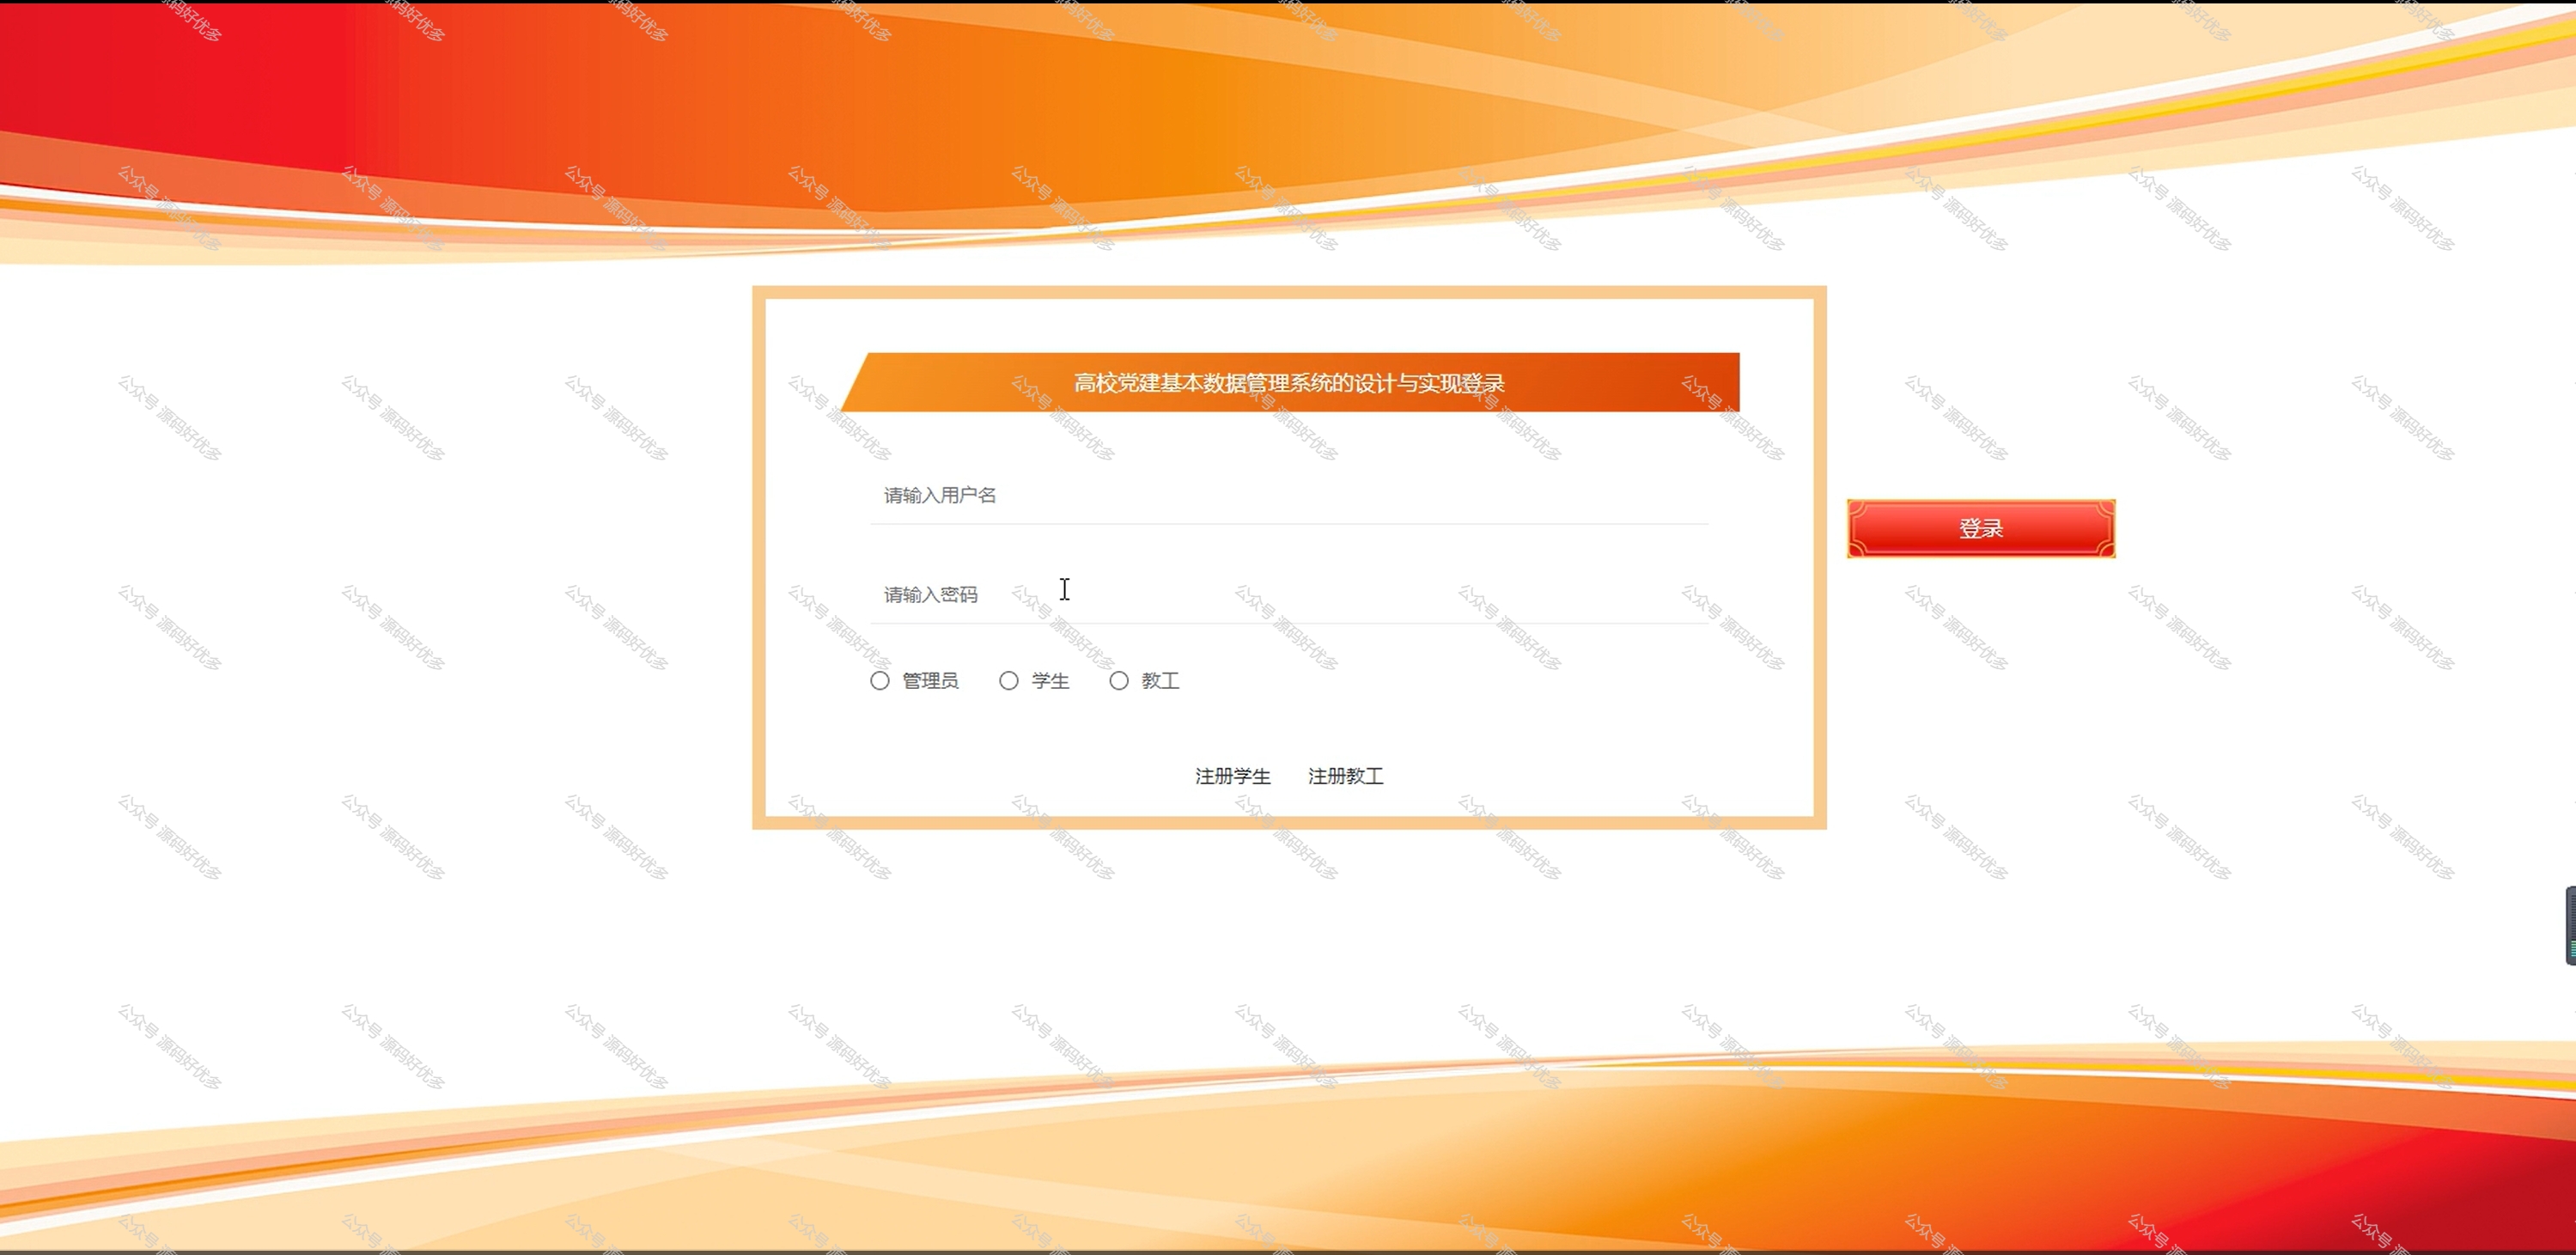 高校党建基本数据管理系统的设计与实现登录
请输入用户名
登录
请输入密码
管理员 学生 教工
注册学生 注册教工
公众号 源码好优多